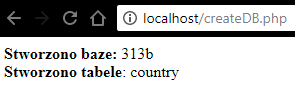 localhost/createDB.php
Stworzono baze: 313b
Stworzono tabele: country